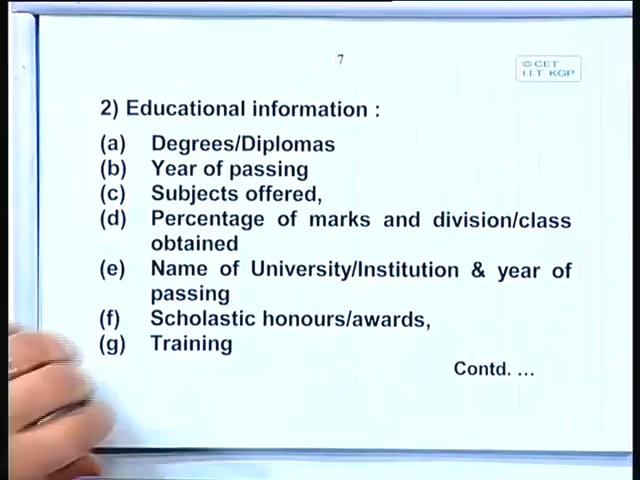 7
© CET
I.I.T. KGP
2) Educational information :
(a) Degrees/Diplomas
(b) Year of passing
(c) Subjects offered,
(d) Percentage of marks and division/class
obtained
(e) Name of University/Institution & year of
passing
(f) Scholastic honours/awards,
(g) Training
Contd. ...